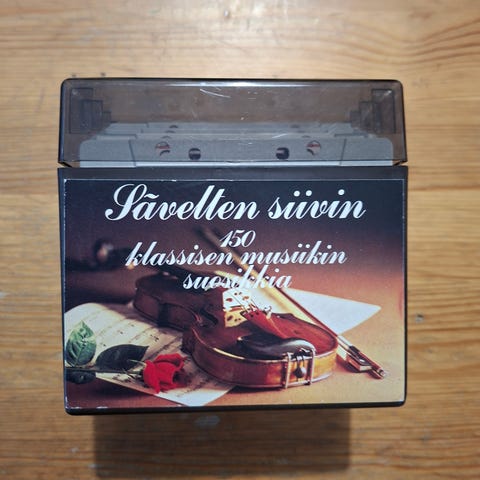 Sävelten siivin
150
klassisen musiikin
suosikkia